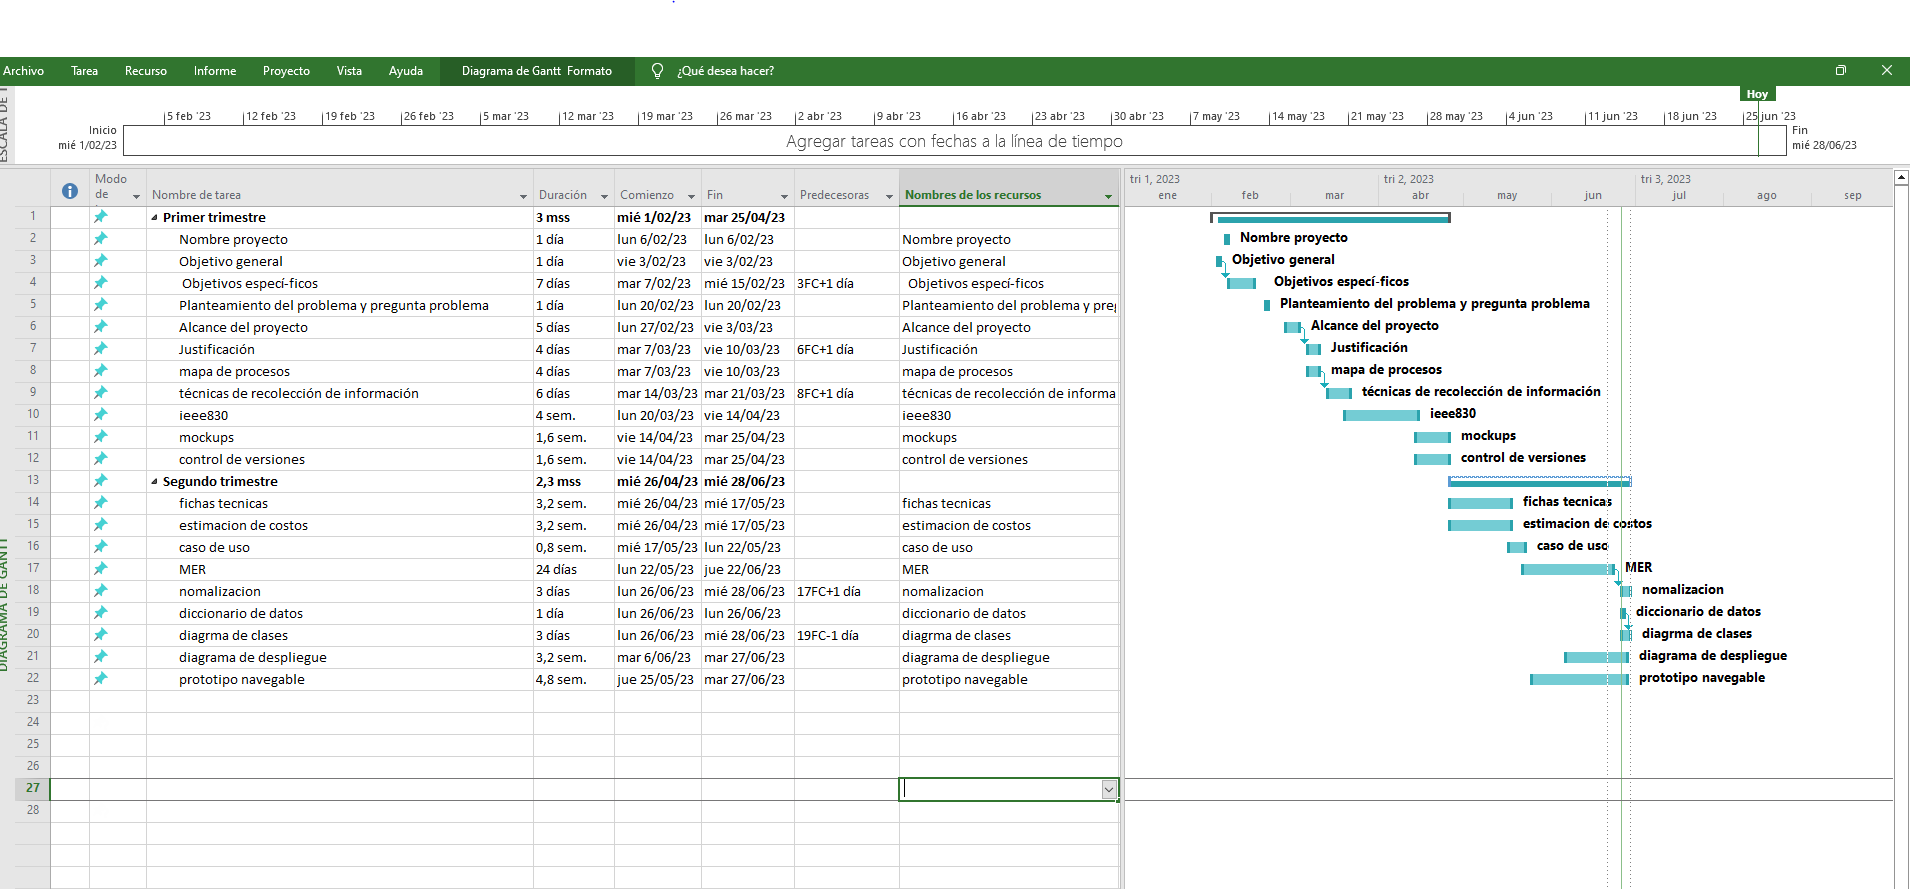 Archivo Tarea Recurso Informe Proyecto Vista Ayuda Diagrama de Gantt Formato ¿Qué desea hacer?
Hoy
5 feb '23 12 feb '23 19 feb '23 26 feb '23 5 mar '23 12 mar '23 19 mar '23 26 mar '23 2 abr '23 9 abr '23 16 abr '23 23 abr '23 30 abr '23 7 may '23 14 may '23 21 may '23 28 may '23 4 jun '23 11 jun '23 18 jun '23 25 jun '23
Inicio
mié 1/02/23
Agregar tareas con fechas a la línea de tiempo
Fin
mié 28/06/23
ESCALA DE T
DIAGRAMA DE GANTT
Modo de Nombre de tarea Duración Comienzo Fin Predecesoras Nombres de los recursos
tri 1, 2023 tri 2, 2023 tri 3, 2023
ene feb mar abr may jun jul ago sep
1 Primer trimestre 3 mss mié 1/02/23 mar 25/04/23
2 Nombre proyecto 1 día lun 6/02/23 lun 6/02/23 Nombre proyecto Nombre proyecto
3 Objetivo general 1 día vie 3/02/23 vie 3/02/23 Objetivo general Objetivo general
4 Objetivos especí-ficos 7 días mar 7/02/23 mié 15/02/23 3FC+1 día Objetivos especí-ficos Objetivos especí-ficos
5 Planteamiento del problema y pregunta problema 1 día lun 20/02/23 lun 20/02/23 Planteamiento del problema y preg Planteamiento del problema y pregunta problema
6 Alcance del proyecto 5 días lun 27/02/23 vie 3/03/23 Alcance del proyecto Alcance del proyecto
7 Justificación 4 días mar 7/03/23 vie 10/03/23 6FC+1 día Justificación Justificación
8 mapa de procesos 4 días mar 7/03/23 vie 10/03/23 mapa de procesos mapa de procesos
9 técnicas de recolección de información 6 días mar 14/03/23 mar 21/03/23 8FC+1 día técnicas de recolección de informa técnicas de recolección de información
10 ieee830 4 sem. lun 20/03/23 vie 14/04/23 ieee830 ieee830
11 mockups 1,6 sem. vie 14/04/23 mar 25/04/23 mockups mockups
12 control de versiones 1,6 sem. vie 14/04/23 mar 25/04/23 control de versiones control de versiones
13 Segundo trimestre 2,3 mss mié 26/04/23 mié 28/06/23
14 fichas tecnicas 3,2 sem. mié 26/04/23 mié 17/05/23 fichas tecnicas fichas tecnicas
15 estimacion de costos 3,2 sem. mié 26/04/23 mié 17/05/23 estimacion de costos estimacion de costos
16 caso de uso 0,8 sem. mié 17/05/23 lun 22/05/23 caso de uso caso de uso
17 MER 24 días lun 22/05/23 jue 22/06/23 MER MER
18 nomalizacion 3 días lun 26/06/23 mié 28/06/23 17FC+1 día nomalizacion nomalizacion
19 diccionario de datos 1 día lun 26/06/23 lun 26/06/23 diccionario de datos diccionario de datos
20 diagrma de clases 3 días lun 26/06/23 mié 28/06/23 19FC-1 día diagrma de clases diagrma de clases
21 diagrama de despliegue 3,2 sem. mar 6/06/23 mar 27/06/23 diagrama de despliegue diagrama de despliegue
22 prototipo navegable 4,8 sem. jue 25/05/23 mar 27/06/23 prototipo navegable prototipo navegable
23
24
25
26
27
28